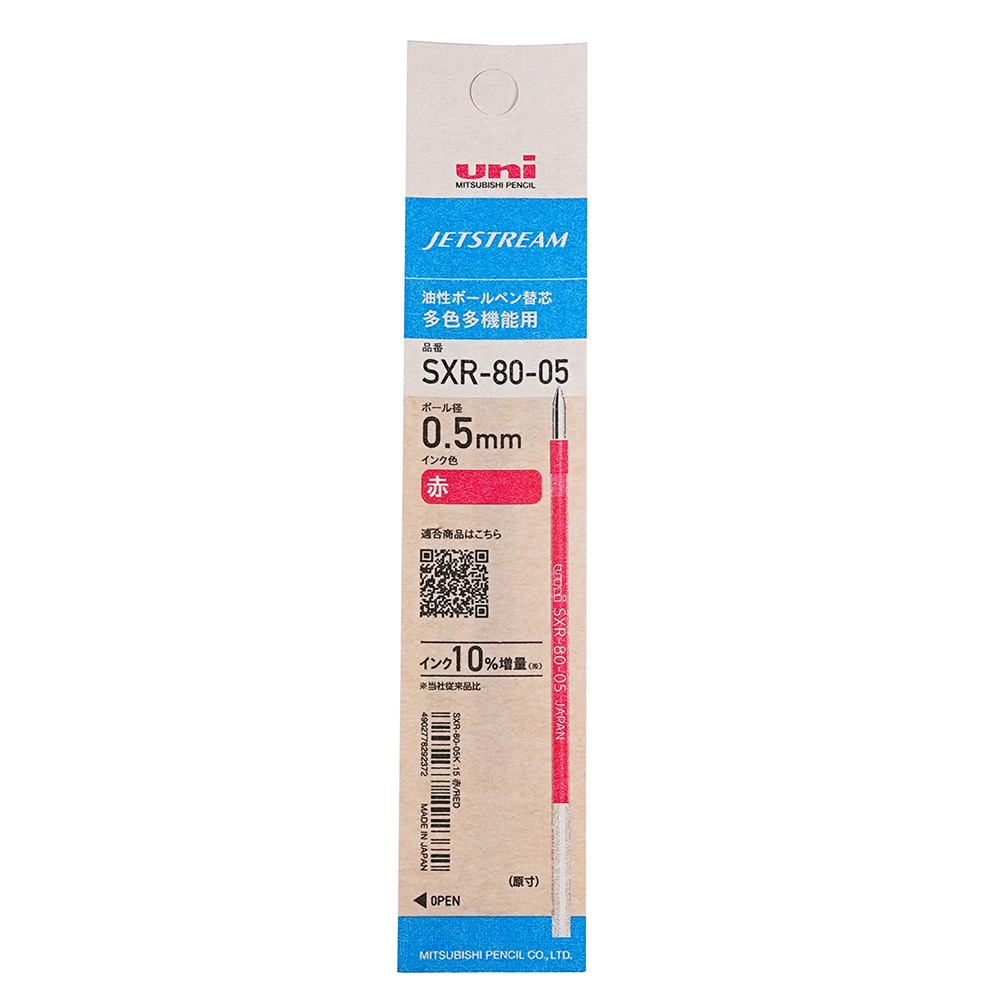 uni
MITSUBISHI PENCIL
JETSTREAM
油性ボールペン替芯
多色多機能用
品番
SXR-80-05
ボール径
0.5mm
インク色
赤
適合商品はこちら
インク10%増量(※)
※当社従来品比
SXR-80-05K.15 赤/RED
4902778292372
MADE IN JAPAN
uni SXR-80-05 JAPAN
(原寸)
OPEN
MITSUBISHI PENCIL CO., LTD.